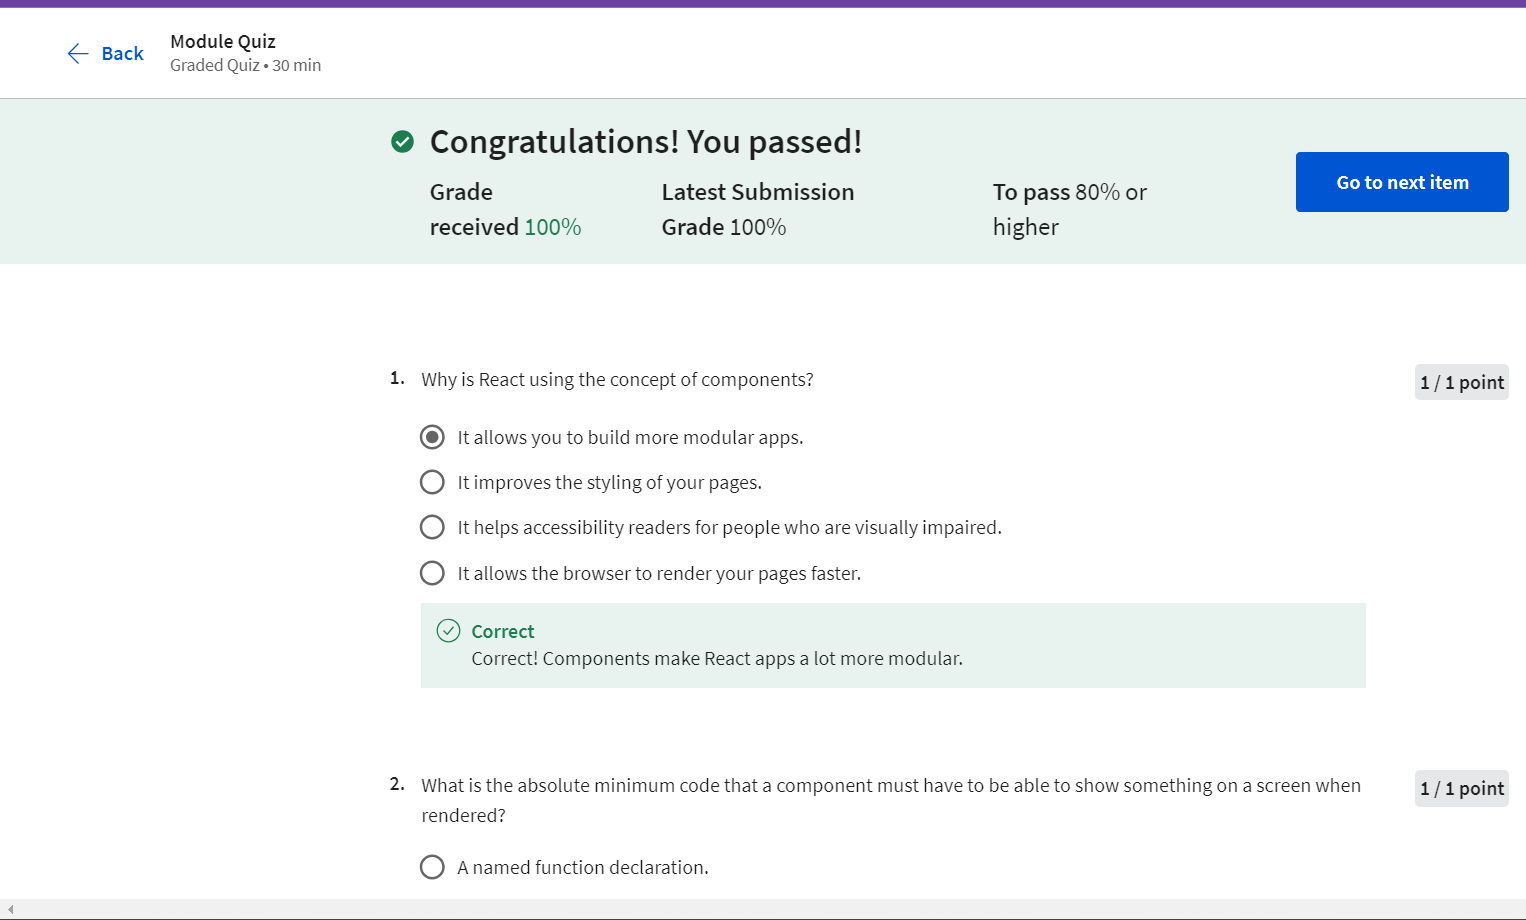 Back
Module Quiz
Graded Quiz • 30 min
Congratulations! You passed!
Grade
received 100%
Latest Submission
Grade 100%
To pass 80% or
higher
Go to next item
1. Why is React using the concept of components?
1 / 1 point
It allows you to build more modular apps.
It improves the styling of your pages.
It helps accessibility readers for people who are visually impaired.
It allows the browser to render your pages faster.
Correct
Correct! Components make React apps a lot more modular.
2. What is the absolute minimum code that a component must have to be able to show something on a screen when
rendered?
1 / 1 point
A named function declaration.